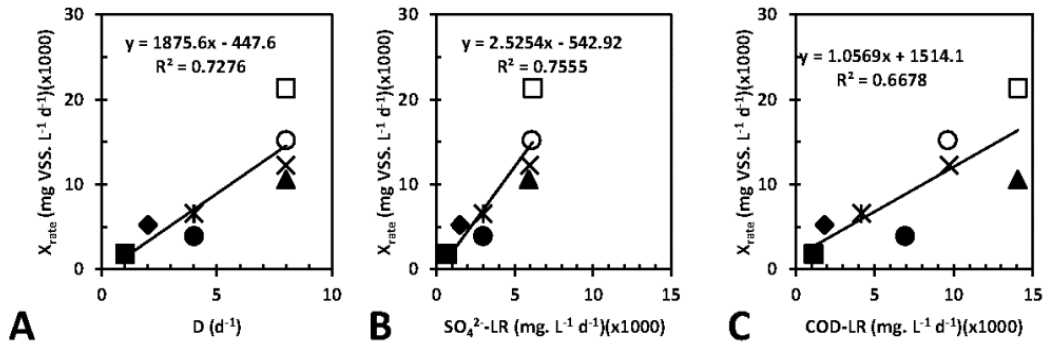 30
20
10
0
X_rate (mg VSS. L⁻¹ d⁻¹)(x1000)
y = 1875.6x - 447.6
R² = 0.7276
0 5 10
D (d⁻¹)
A
30
20
10
0
X_rate (mg VSS. L⁻¹ d⁻¹)(x1000)
y = 2.5254x - 542.92
R² = 0.7555
0 5 10 15
SO₄²⁻-LR (mg. L⁻¹ d⁻¹)(x1000)
B
30
20
10
0
X_rate (mg VSS. L⁻¹ d⁻¹)(x1000)
y = 1.0569x + 1514.1
R² = 0.6678
0 5 10 15
COD-LR (mg. L⁻¹ d⁻¹)(x1000)
C